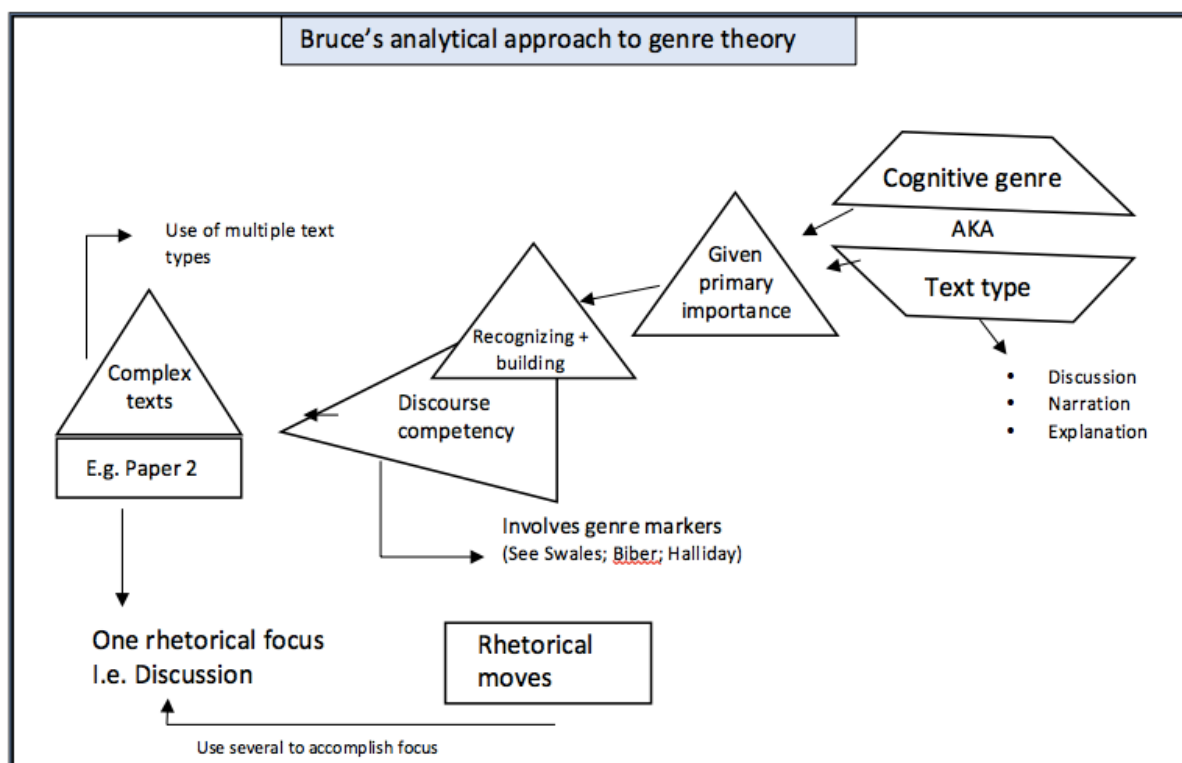 Bruce's analytical approach to genre theory
Cognitive genre
AKA
Text type
• Discussion
• Narration
• Explanation
Given
primary
importance
Recognizing +
building
Discourse
competency
Involves genre markers
(See Swales; Biber; Halliday)
Use of multiple text
types
Complex
texts
E.g. Paper 2
One rhetorical focus
I.e. Discussion
Rhetorical
moves
Use several to accomplish focus